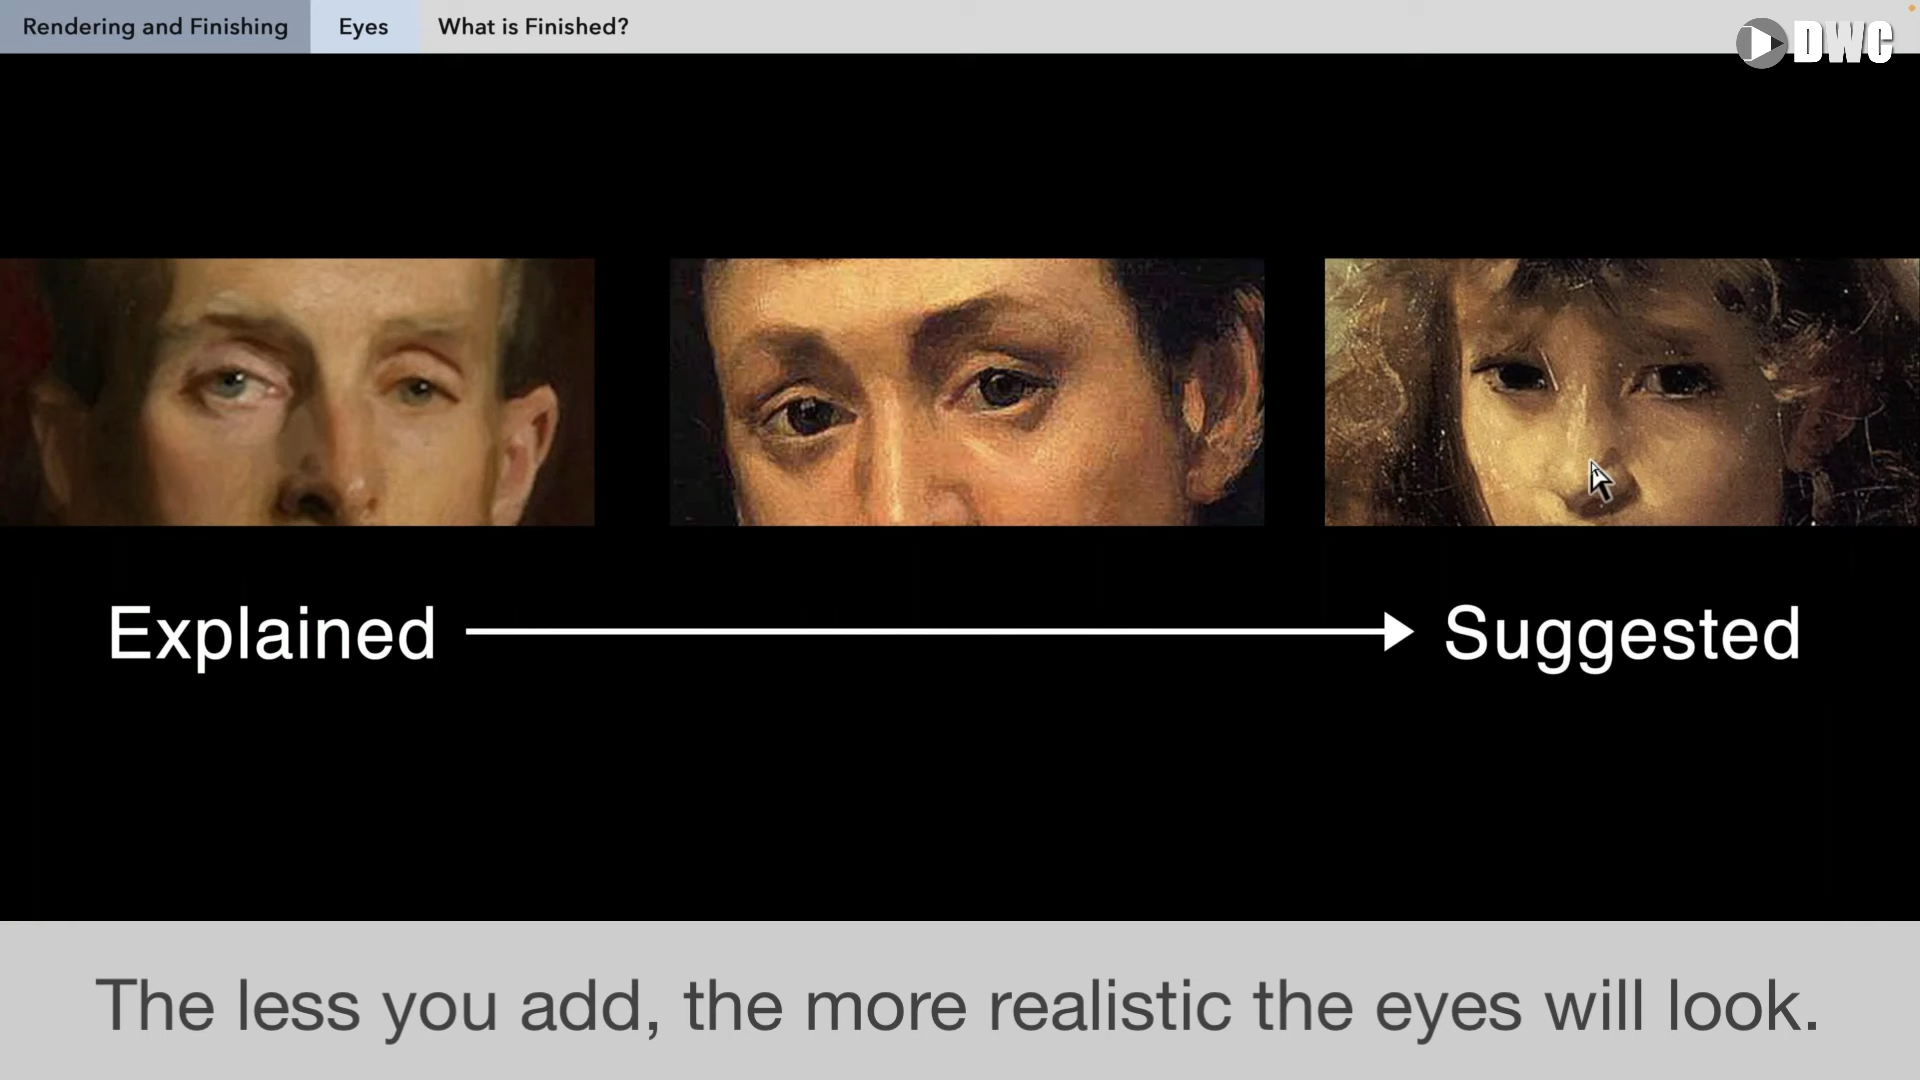 Rendering and Finishing Eyes What is Finished?
DWC
Explained Suggested
The less you add, the more realistic the eyes will look.